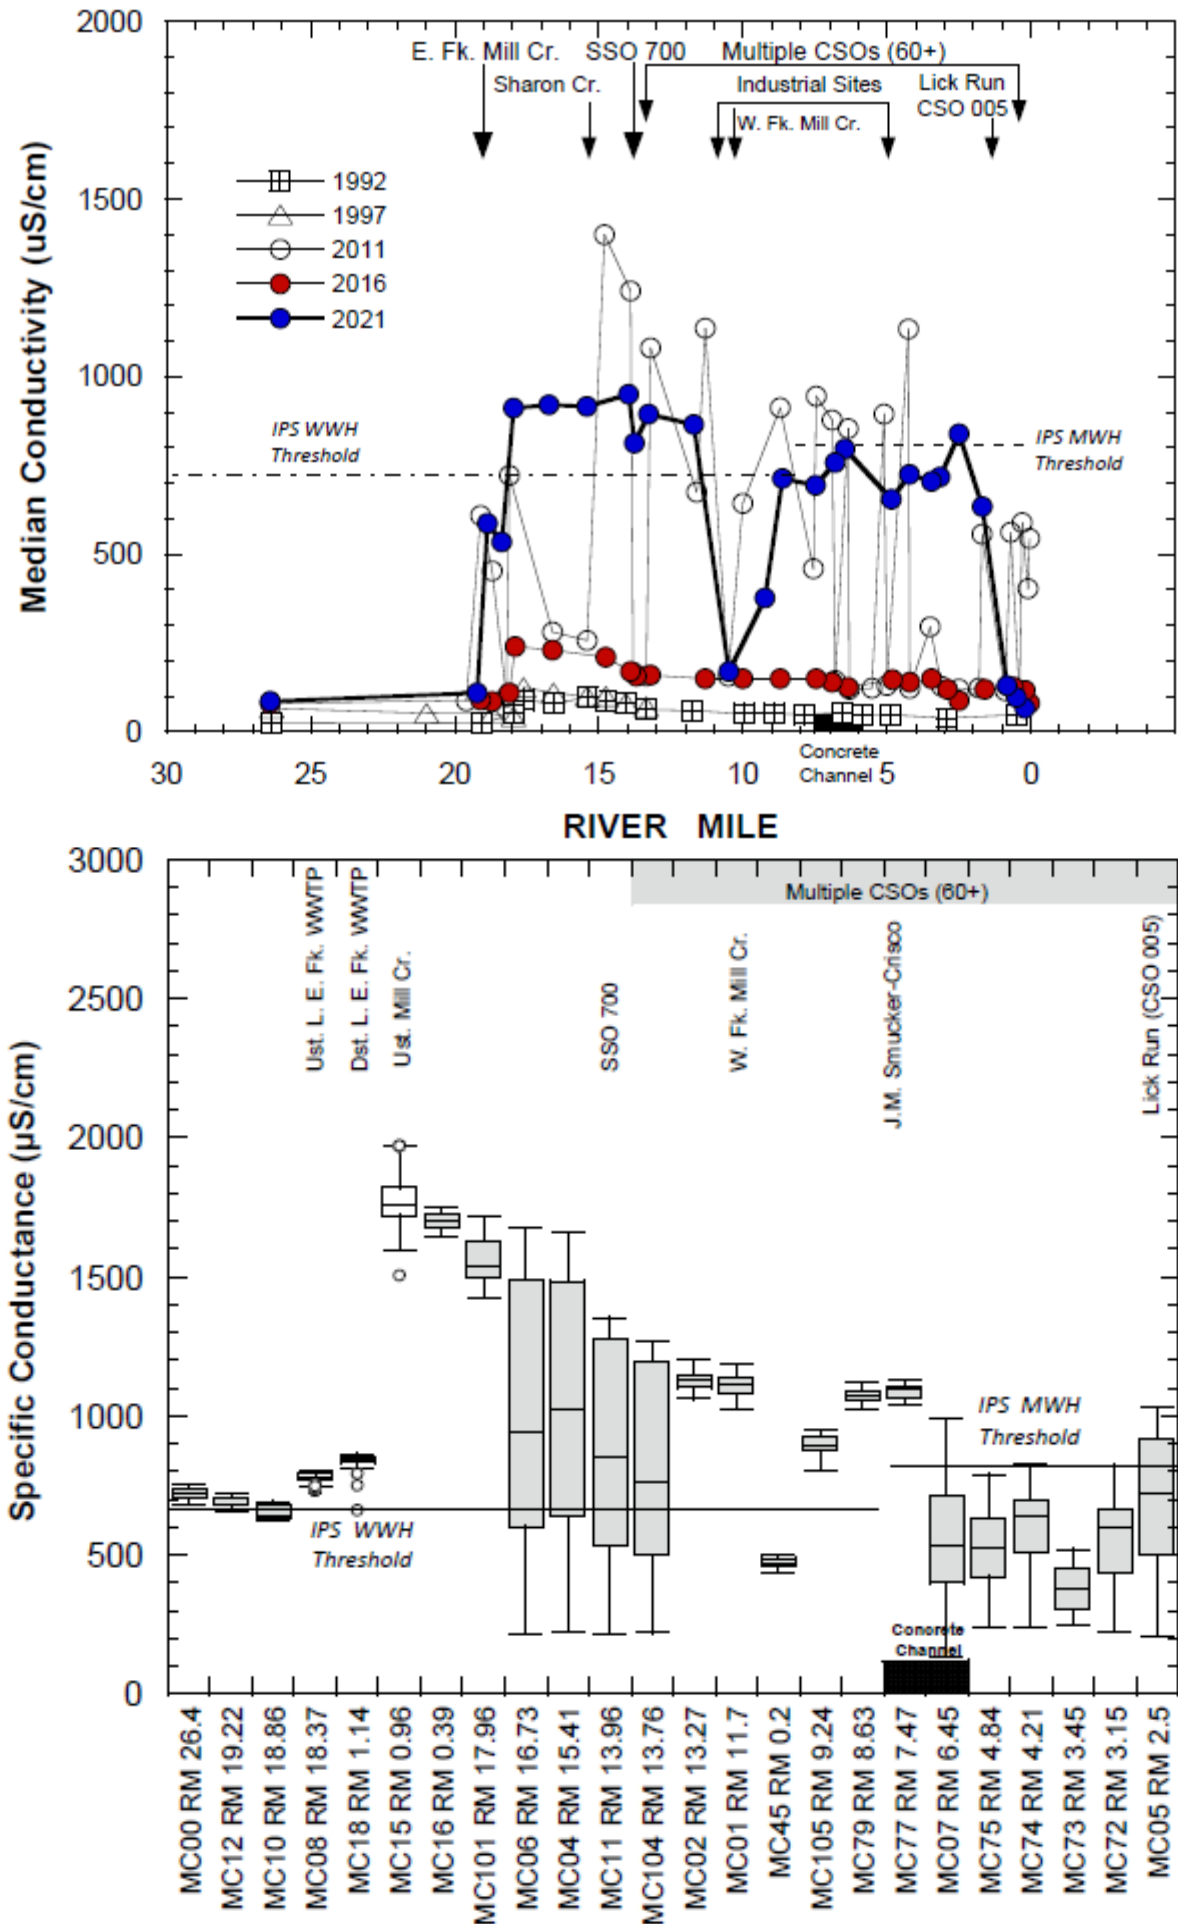 2000
1500
1000
500
0
Median Conductivity (uS/cm)
E. Fk. Mill Cr.
SSO 700
Multiple CSOs (60+)
Sharon Cr.
Industrial Sites
Lick Run
CSO 005
W. Fk. Mill Cr.
1992
1997
2011
2016
2021
IPS WWH
Threshold
IPS MWH
Threshold
Concrete
Channel
30
25
20
15
10
5
0
RIVER MILE
3000
2500
2000
1500
1000
500
0
Specific Conductance (µS/cm)
Multiple CSOs (60+)
Ust. L. E. Fk. WWTP
Dst. L. E. Fk. WWTP
Ust. Mill Cr.
SSO 700
W. Fk. Mill Cr.
J.M. Smucker-Crisco
Lick Run (CSO 005)
IPS WWH
Threshold
IPS MWH
Threshold
Concrete
Channel
MC00 RM 26.4
MC12 RM 19.22
MC10 RM 18.86
MC08 RM 18.37
MC18 RM 1.14
MC15 RM 0.96
MC16 RM 0.39
MC101 RM 17.96
MC06 RM 16.73
MC04 RM 15.41
MC11 RM 13.96
MC104 RM 13.76
MC02 RM 13.27
MC01 RM 11.7
MC45 RM 0.2
MC105 RM 9.24
MC79 RM 8.63
MC77 RM 7.47
MC07 RM 6.45
MC75 RM 4.84
MC74 RM 4.21
MC73 RM 3.45
MC72 RM 3.15
MC05 RM 2.5